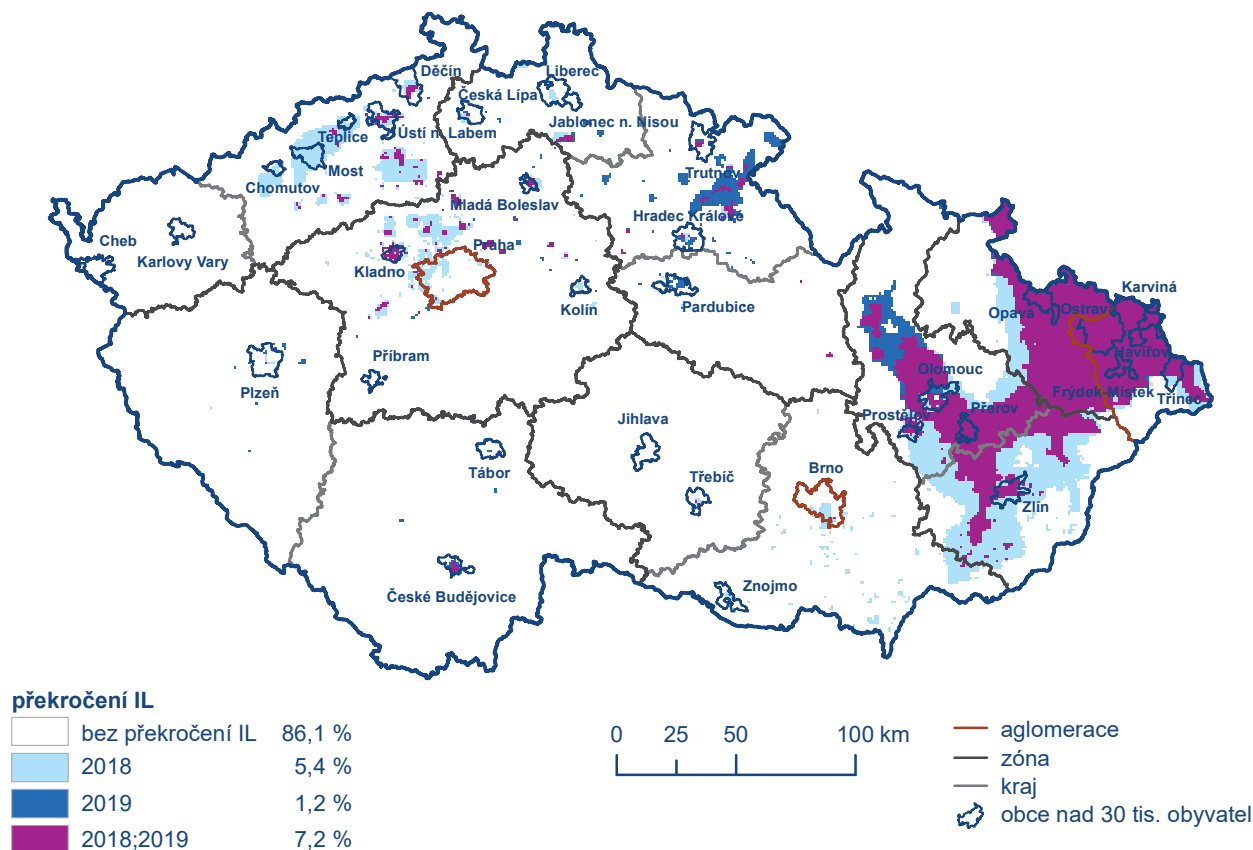 Děčín
Liberec
Česká Lípa
Jablonec n. Nisou
Ústí n. Labem
Teplice
Most
Chomutov
Trutnov
Mladá Boleslav
Hradec Králové
Cheb
Karlovy Vary
Praha
Kladno
Kolín
Pardubice
Karviná
Opava
Ostrava
Havířov
Příbram
Plzeň
Olomouc
Frýdek-Místek
Třinec
Prostějov
Přerov
Jihlava
Tábor
Třebíč
Brno
Zlín
České Budějovice
Znojmo
překročení IL
bez překročení IL 86,1 %
2018 5,4 %
2019 1,2 %
2018;2019 7,2 %
0 25 50 100 km
aglomerace
zóna
kraj
obce nad 30 tis. obyvatel